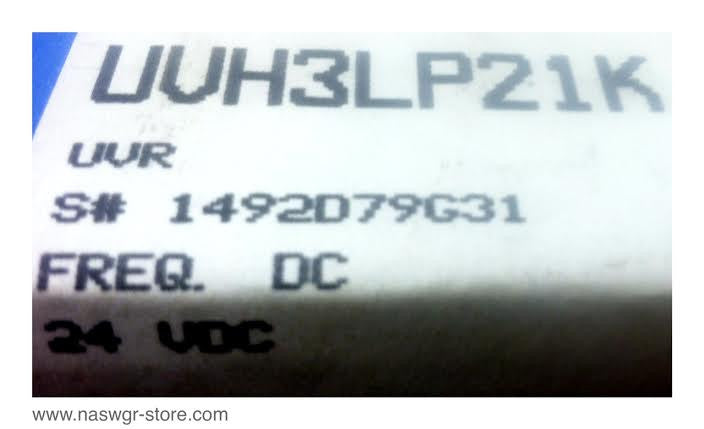 UVH3LP21K
UVR
S# 1492D79G31
FREQ. DC
24 VDC
www.naswgr-store.com